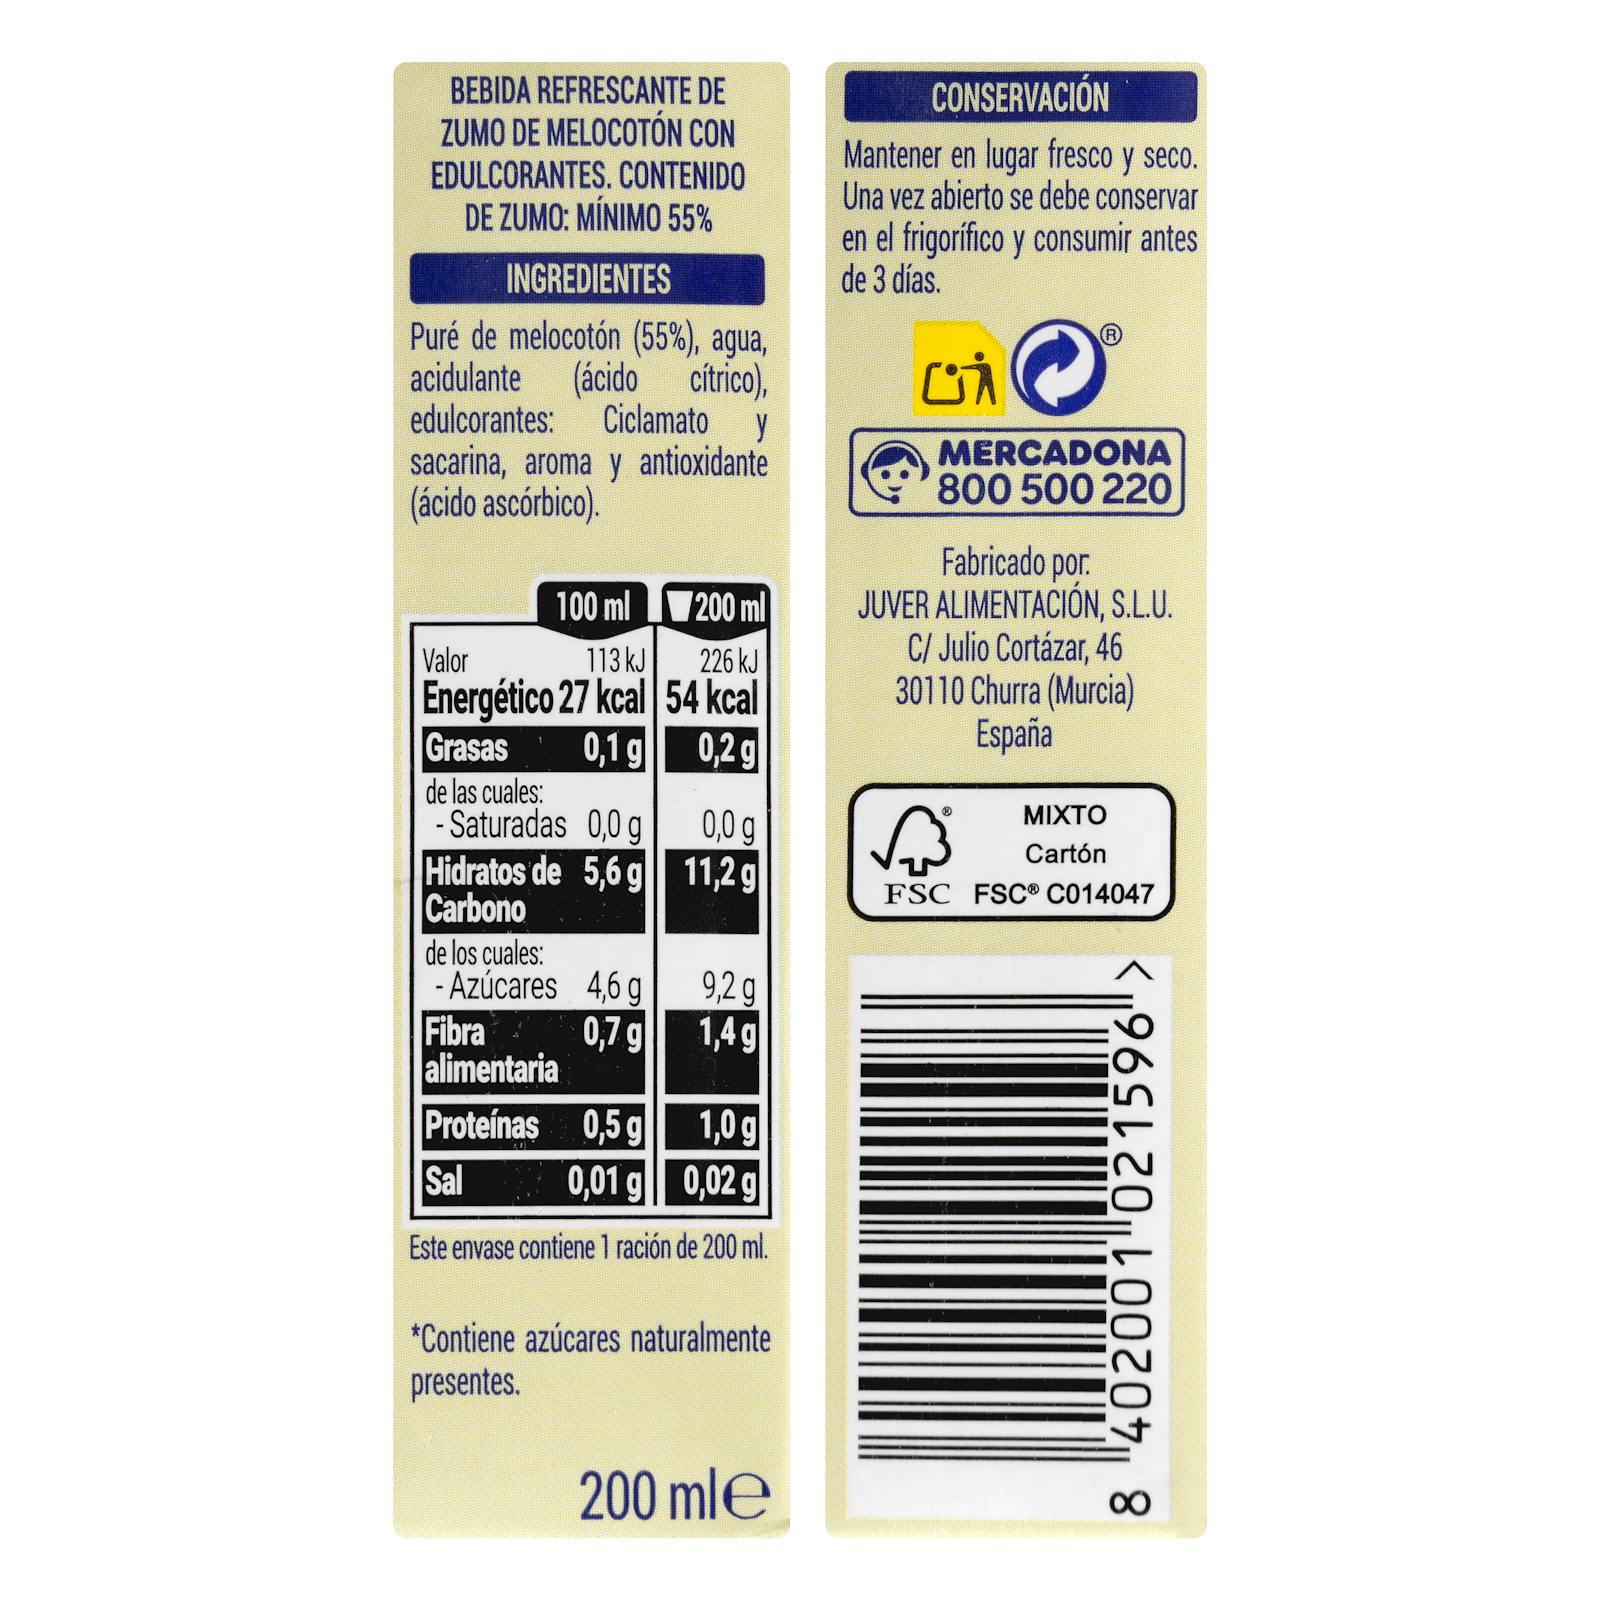 BEBIDA REFRESCANTE DE
ZUMO DE MELOCOTÓN CON
EDULCORANTES. CONTENIDO
DE ZUMO: MÍNIMO 55%
INGREDIENTES
Puré de melocotón (55%), agua,
acidulante (ácido cítrico),
edulcorantes: Ciclamato y
sacarina, aroma y antioxidante
(ácido ascórbico).
100 ml 200 ml
Valor 113 kJ 226 kJ
Energético 27 kcal 54 kcal
Grasas 0,1 g 0,2 g
de las cuales:
- Saturadas 0,0 g 0,0 g
Hidratos de 5,6 g 11,2 g
Carbono
de los cuales:
- Azúcares 4,6 g 9,2 g
Fibra 0,7 g 1,4 g
alimentaria
Proteínas 0,5 g 1,0 g
Sal 0,01 g 0,02 g
Este envase contiene 1 ración de 200 ml.
*Contiene azúcares naturalmente
presentes.
200 ml e
CONSERVACIÓN
Mantener en lugar fresco y seco.
Una vez abierto se debe conservar
en el frigorífico y consumir antes
de 3 días.
®
MERCADONA
800 500 220
Fabricado por:
JUVER ALIMENTACIÓN, S.L.U.
C/ Julio Cortázar, 46
30110 Churra (Murcia)
España
®
FSC
MIXTO
Cartón
FSC® C014047
8 402001 021596 >